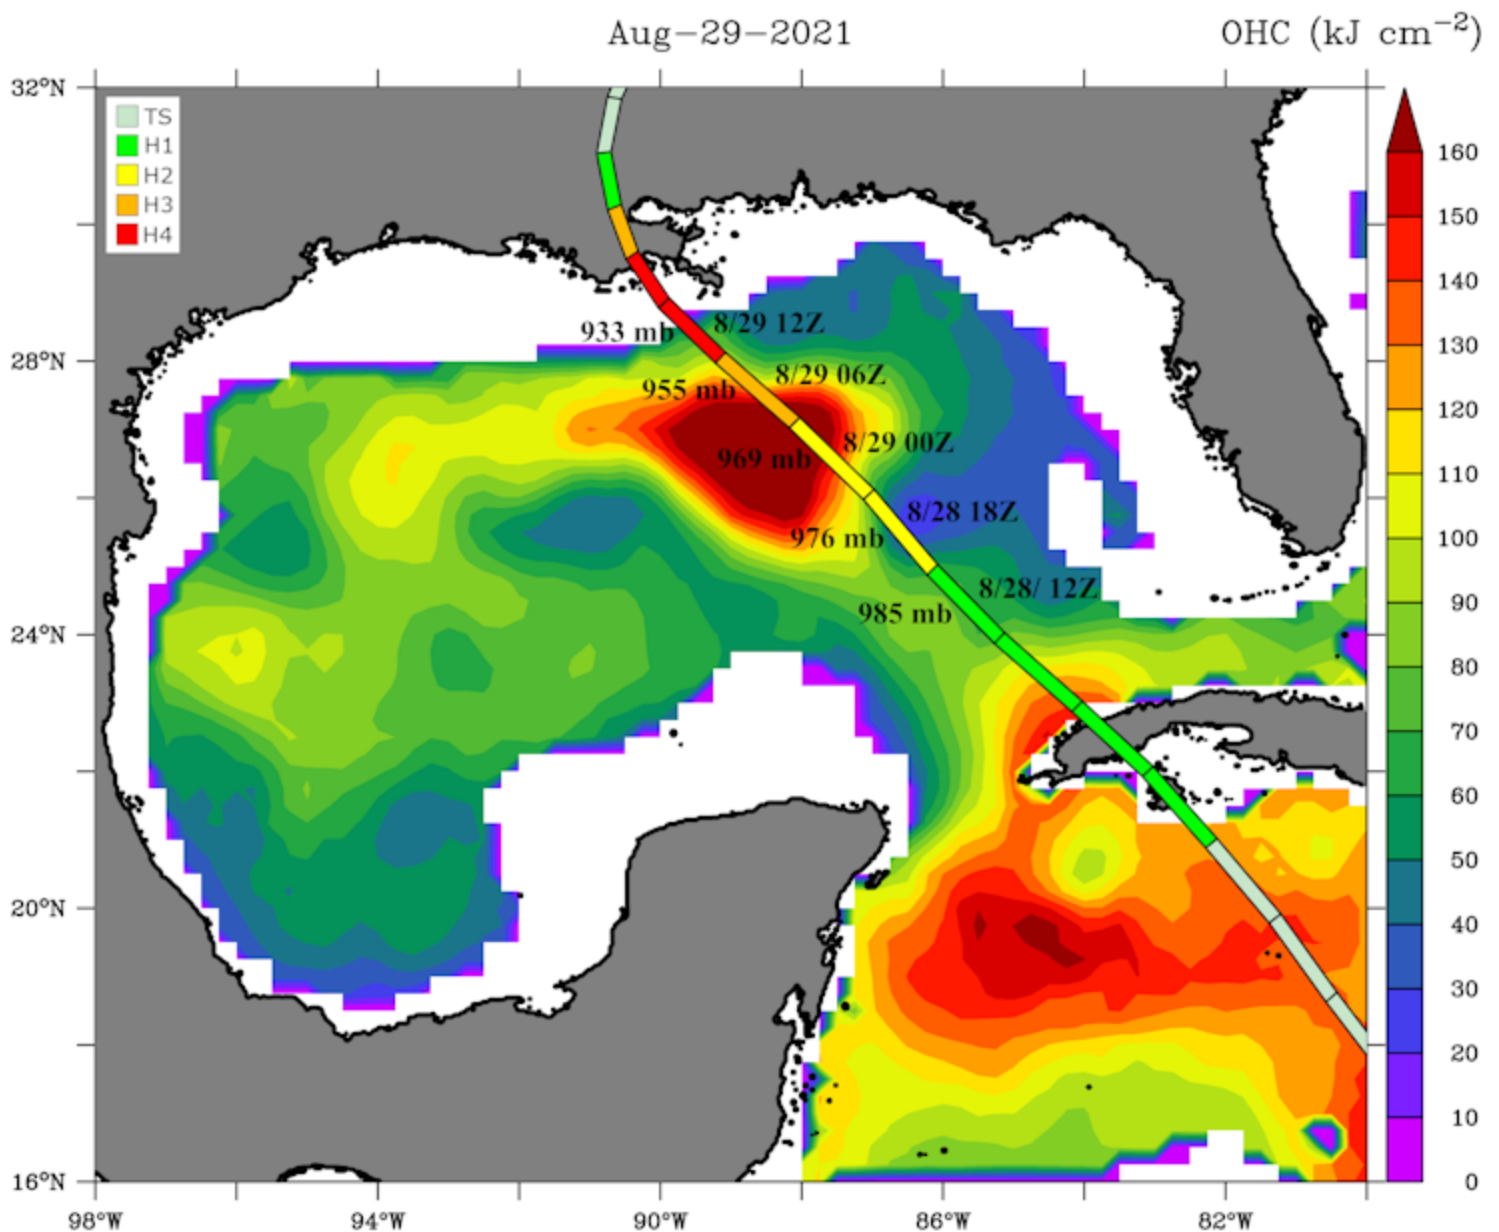 Aug-29-2021
OHC (kJ cm⁻²)
32°N
28°N
24°N
20°N
16°N
TS
H1
H2
H3
H4
933 mb
8/29 12Z
955 mb
8/29 06Z
969 mb
8/29 00Z
976 mb
8/28 18Z
985 mb
8/28/ 12Z
160
150
140
130
120
110
100
90
80
70
60
50
40
30
20
10
0
98°W
94°W
90°W
86°W
82°W